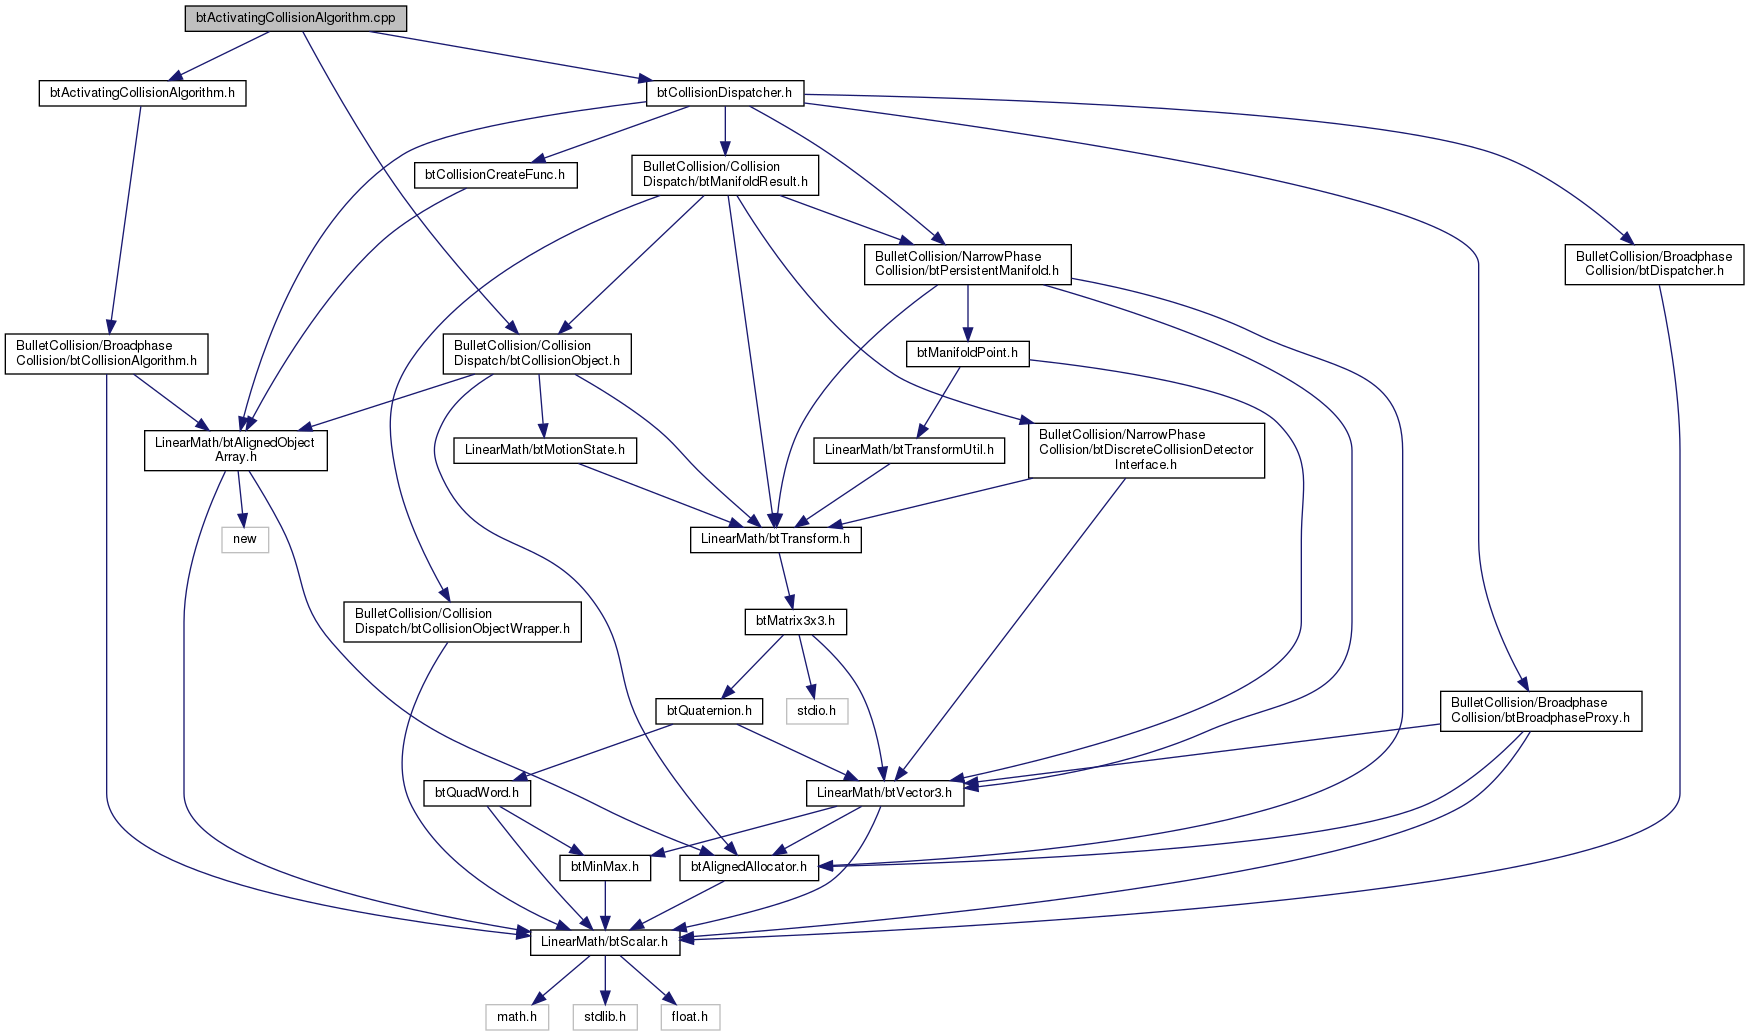 btActivatingCollisionAlgorithm.cpp
btActivatingCollisionAlgorithm.h
btCollisionDispatcher.h
btCollisionCreateFunc.h
BulletCollision/Collision
Dispatch/btManifoldResult.h
BulletCollision/NarrowPhase
Collision/btPersistentManifold.h
BulletCollision/Broadphase
Collision/btDispatcher.h
BulletCollision/Broadphase
Collision/btCollisionAlgorithm.h
BulletCollision/Collision
Dispatch/btCollisionObject.h
btManifoldPoint.h
LinearMath/btAlignedObject
Array.h
LinearMath/btMotionState.h
LinearMath/btTransformUtil.h
BulletCollision/NarrowPhase
Collision/btDiscreteCollisionDetector
Interface.h
new
LinearMath/btTransform.h
BulletCollision/Collision
Dispatch/btCollisionObjectWrapper.h
btMatrix3x3.h
btQuaternion.h
stdio.h
BulletCollision/Broadphase
Collision/btBroadphaseProxy.h
btQuadWord.h
LinearMath/btVector3.h
btMinMax.h
btAlignedAllocator.h
LinearMath/btScalar.h
math.h
stdlib.h
float.h